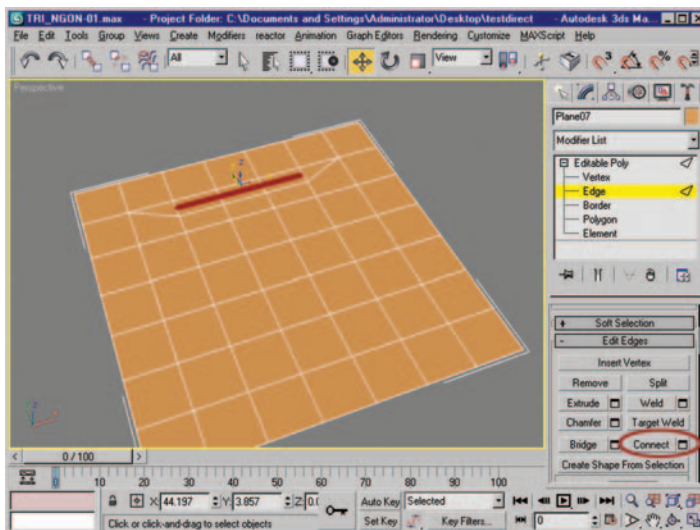 TRI_NGON-01.max - Project Folder: C:\Documents and Settings\Administrator\Desktop\testdirect - Autodesk 3ds Ma...
File Edit Tools Group Views Create Modifiers reactor Animation Graph Editors Rendering Customize MAXScript Help
All View 3 %
Perspective
Plane07
Modifier List
Editable Poly
Vertex
Edge
Border
Polygon
Element
Soft Selection
Edit Edges
Insert Vertex
Remove Split
Extrude Weld
Chamfer Target Weld
Bridge Connect
Create Shape From Selection
0 / 100
0 10 20 30 40 50 60 70 80 90 100
X: 44.197 Y: 3.857 Z: Auto Key Selected
Click or click-and-drag to select objects Set Key Key Filters... 0